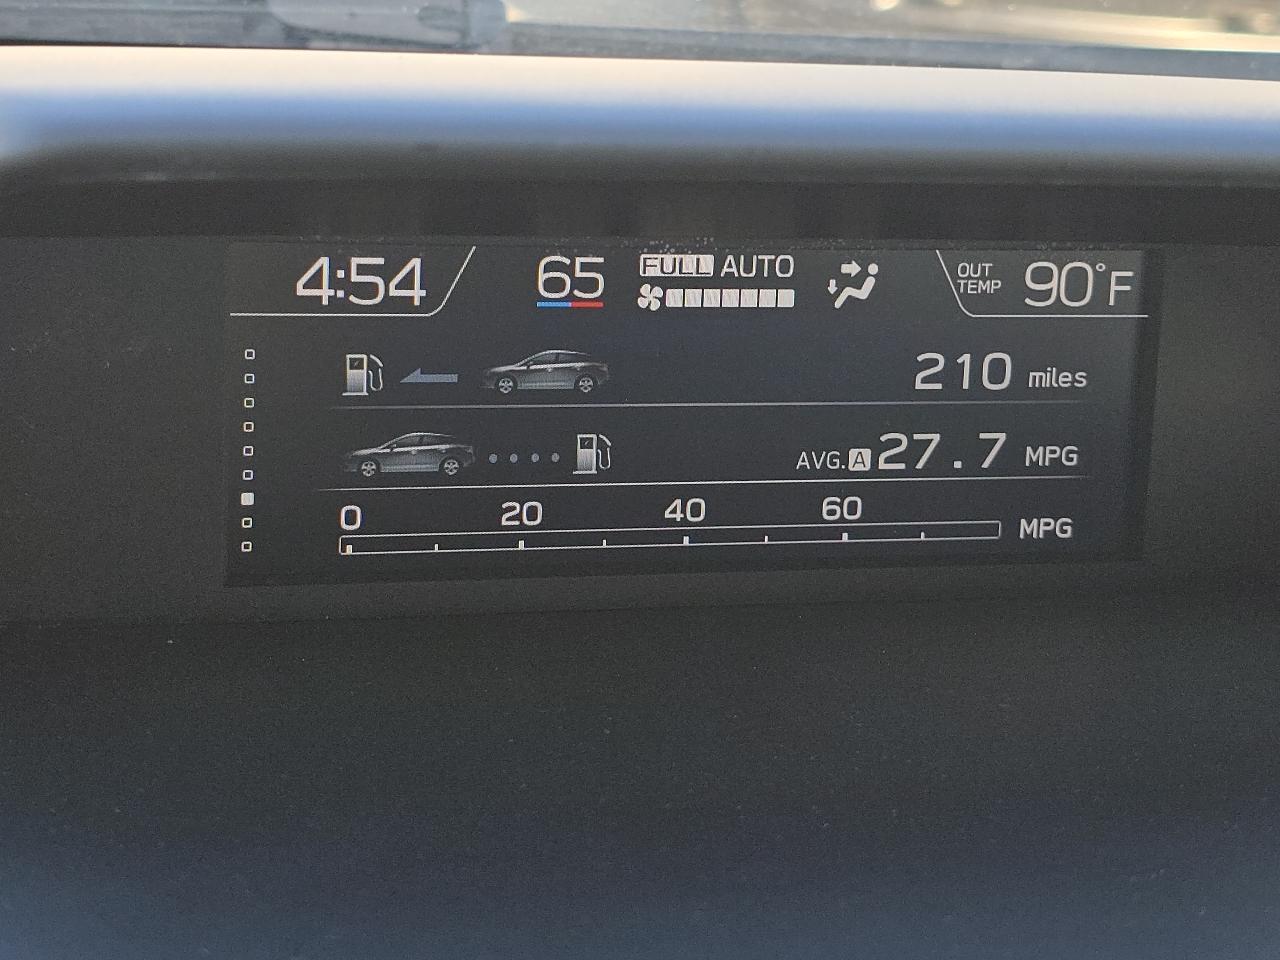 4:54
65
FULL AUTO
OUT TEMP 90°F
210 miles
AVG. A 27.7 MPG
0 20 40 60
MPG